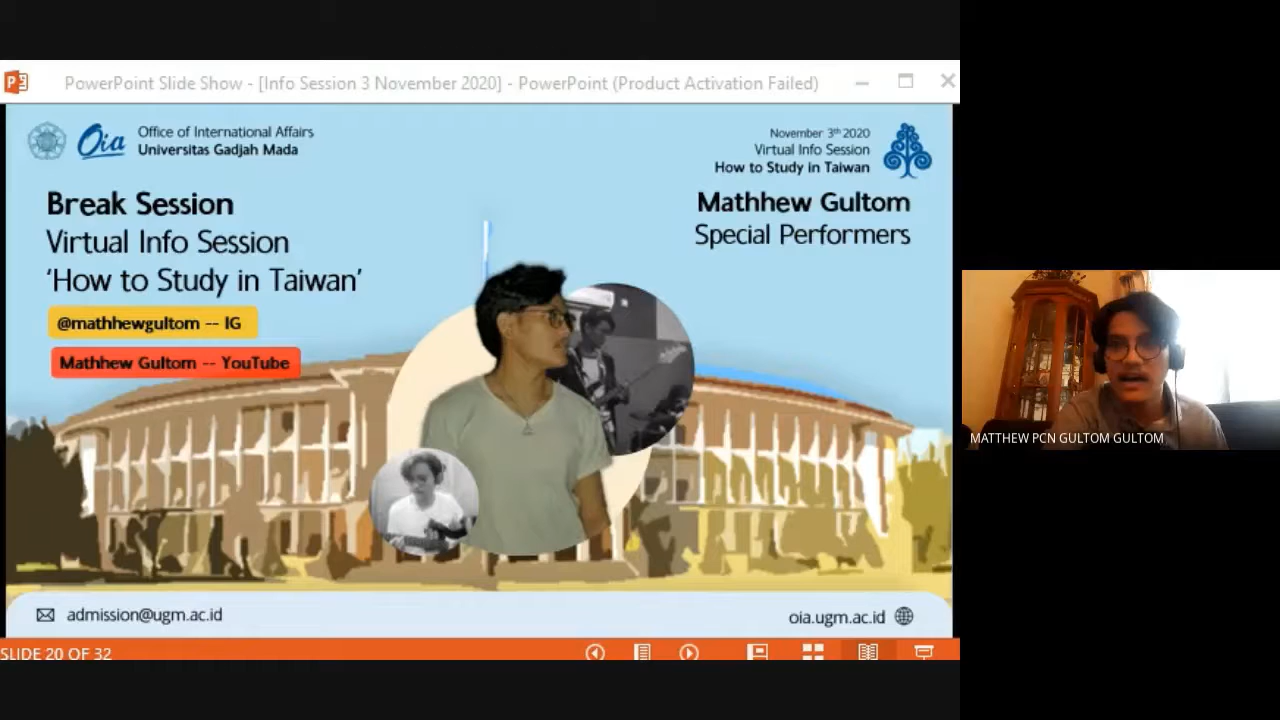 PowerPoint Slide Show - [Info Session 3 November 2020] - PowerPoint (Product Activation Failed)
Oia
Office of International Affairs
Universitas Gadjah Mada
November 3th 2020
Virtual Info Session
How to Study in Taiwan
Break Session
Virtual Info Session
‘How to Study in Taiwan’
@mathhewgultom -- IG
Mathhew Gultom -- YouTube
Mathhew Gultom
Special Performers
MATTHEW PCN GULTOM GULTOM
admission@ugm.ac.id
oia.ugm.ac.id
SLIDE 20 OF 32